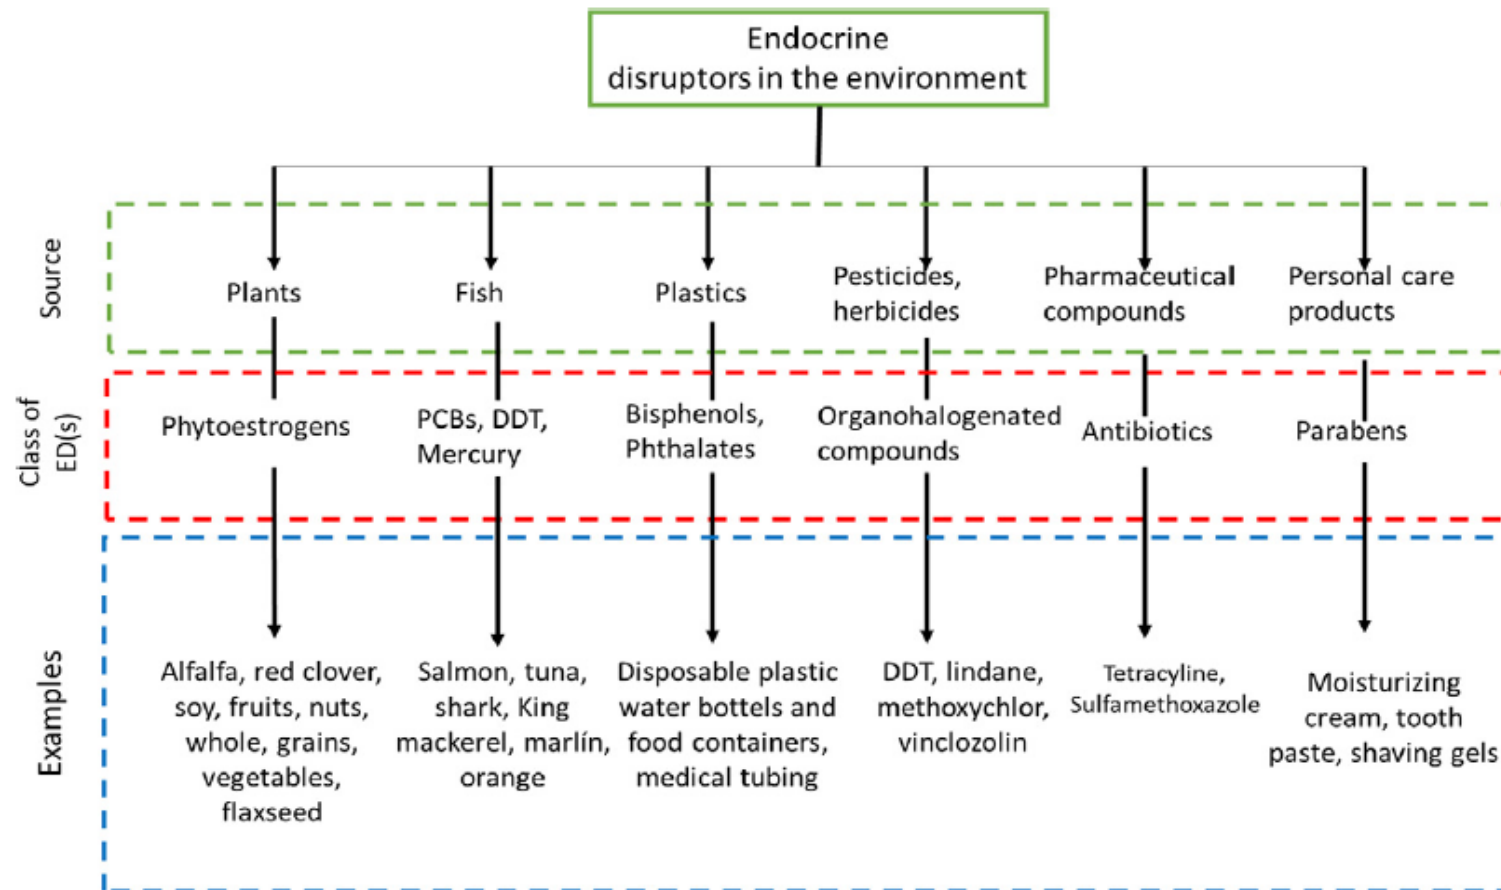 Endocrine
disruptors in the environment
Source
Plants
Fish
Plastics
Pesticides,
herbicides
Pharmaceutical
compounds
Personal care
products
Class of
ED(s)
Phytoestrogens
PCBs, DDT,
Mercury
Bisphenols,
Phthalates
Organohalogenated
compounds
Antibiotics
Parabens
Examples
Alfalfa, red clover,
soy, fruits, nuts,
whole, grains,
vegetables,
flaxseed
Salmon, tuna,
shark, King
mackerel, marlín,
orange
Disposable plastic
water bottels and
food containers,
medical tubing
DDT, lindane,
methoxychlor,
vinclozolin
Tetracyline,
Sulfamethoxazole
Moisturizing
cream, tooth
paste, shaving gels